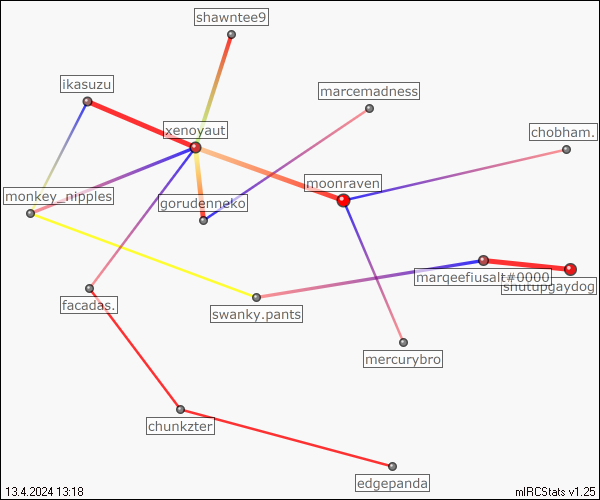 shawntee9
ikasuzu
marcemadness
xenoyaut
chobham.
moonraven
monkey_nipples
gorudenneko
marqeefiusalt#0000
shutupgaydog
facadas.
swanky.pants
mercurybro
chunkzter
edgepanda
13.4.2024 13:18
mIRCStats v1.25